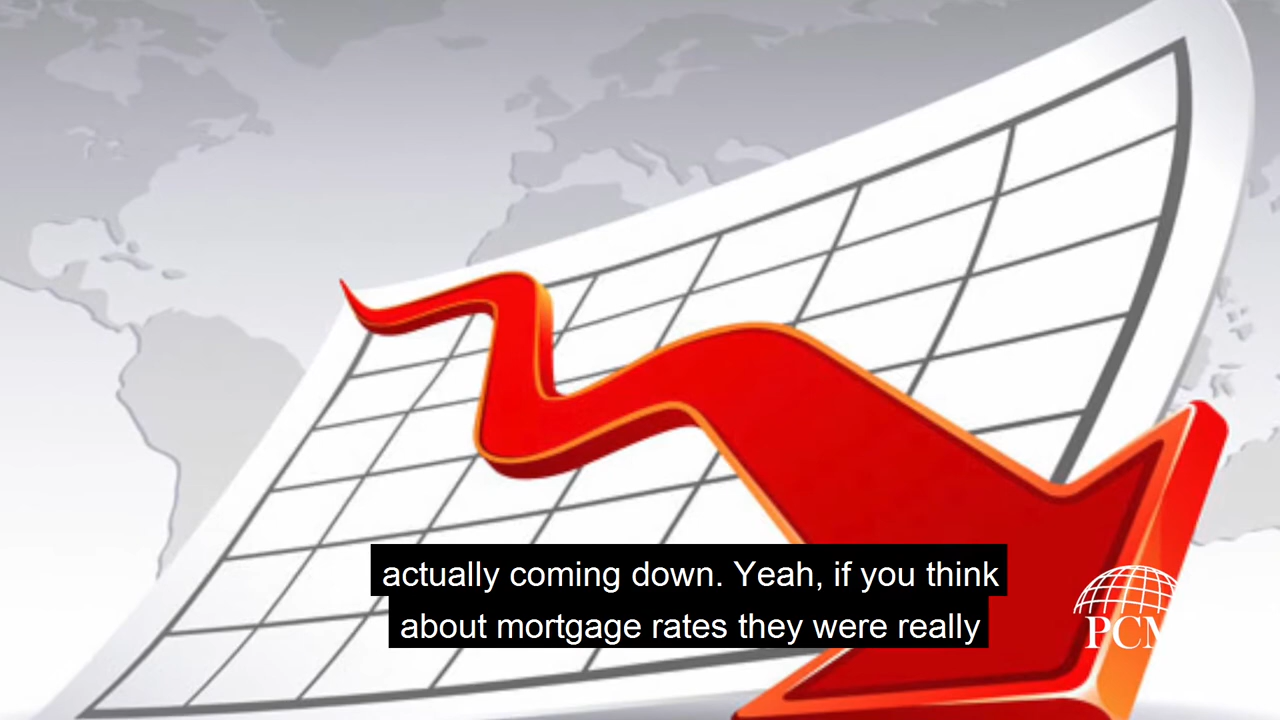 actually coming down. Yeah, if you think
about mortgage rates they were really
PCM